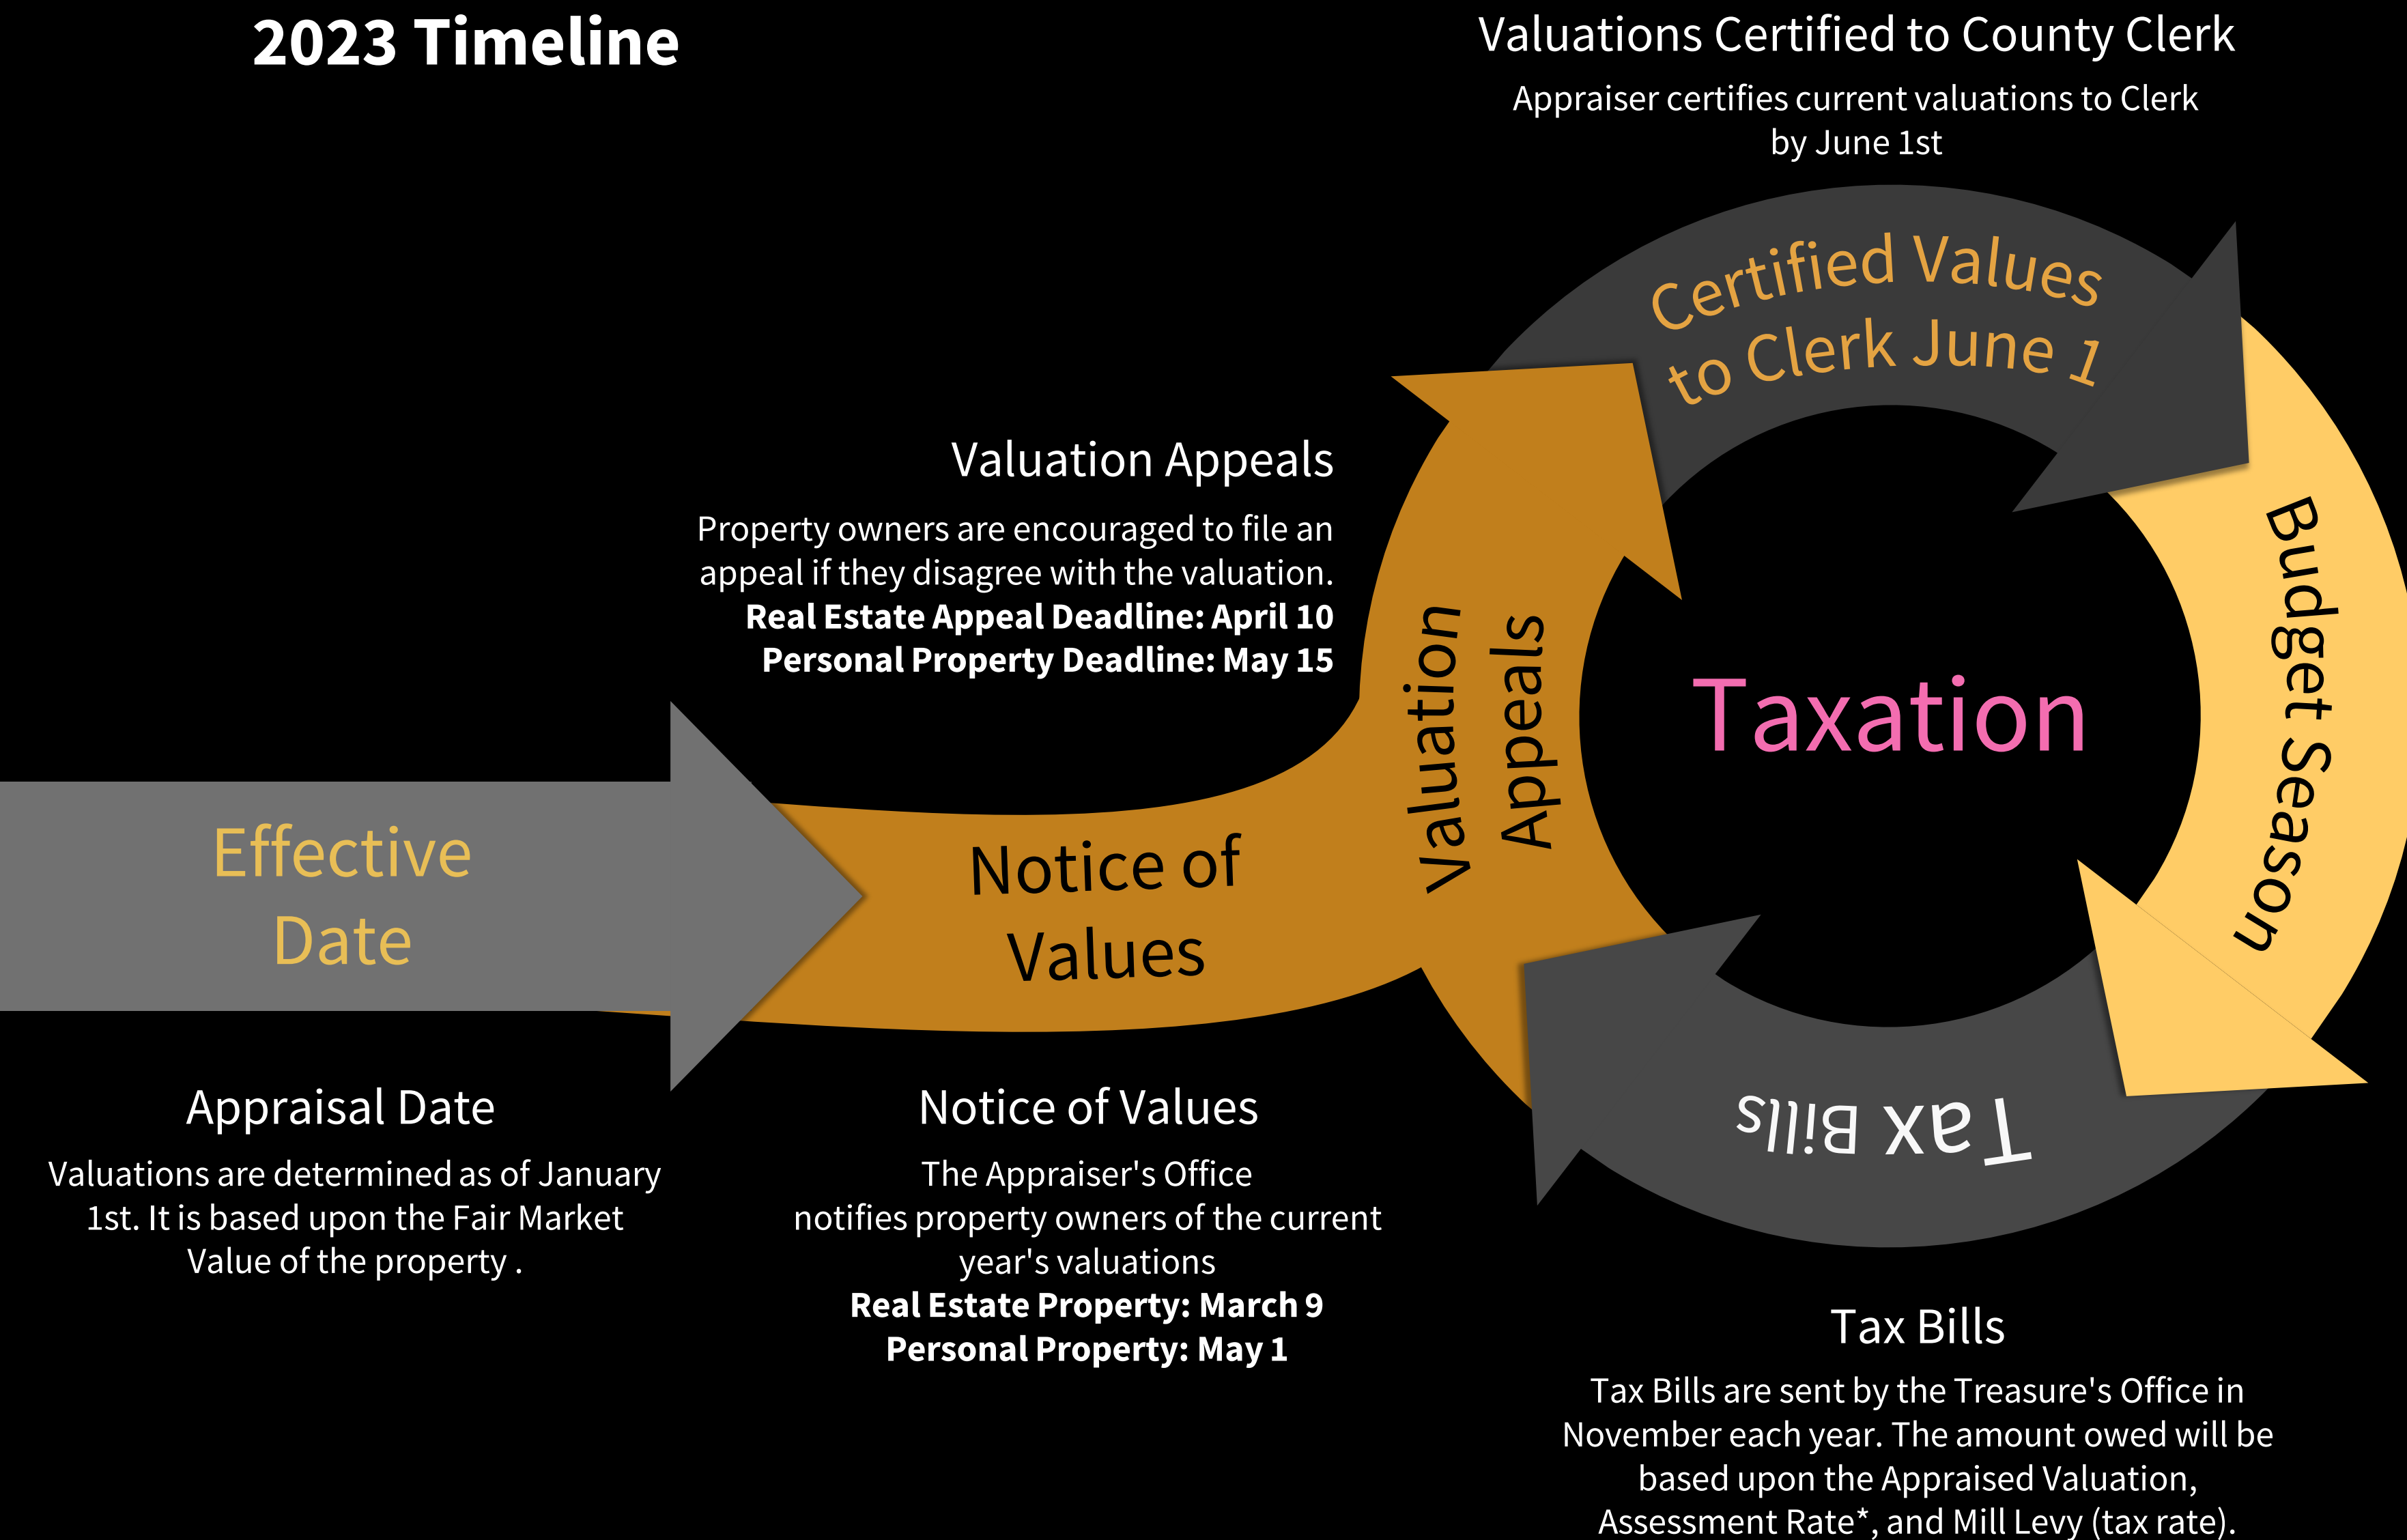 2023 Timeline
Valuations Certified to County Clerk
Appraiser certifies current valuations to Clerk
by June 1st
Certified Values
to Clerk June 1
Valuation Appeals
Property owners are encouraged to file an
appeal if they disagree with the valuation.
Real Estate Appeal Deadline: April 10
Personal Property Deadline: May 15
Valuation
Appeals
Taxation
Budget Season
Effective
Date
Notice of
Values
Tax Bills
Appraisal Date
Valuations are determined as of January
1st. It is based upon the Fair Market
Value of the property .
Notice of Values
The Appraiser's Office
notifies property owners of the current
year's valuations
Real Estate Property: March 9
Personal Property: May 1
Tax Bills
Tax Bills are sent by the Treasure's Office in
November each year. The amount owed will be
based upon the Appraised Valuation,
Assessment Rate*, and Mill Levy (tax rate).